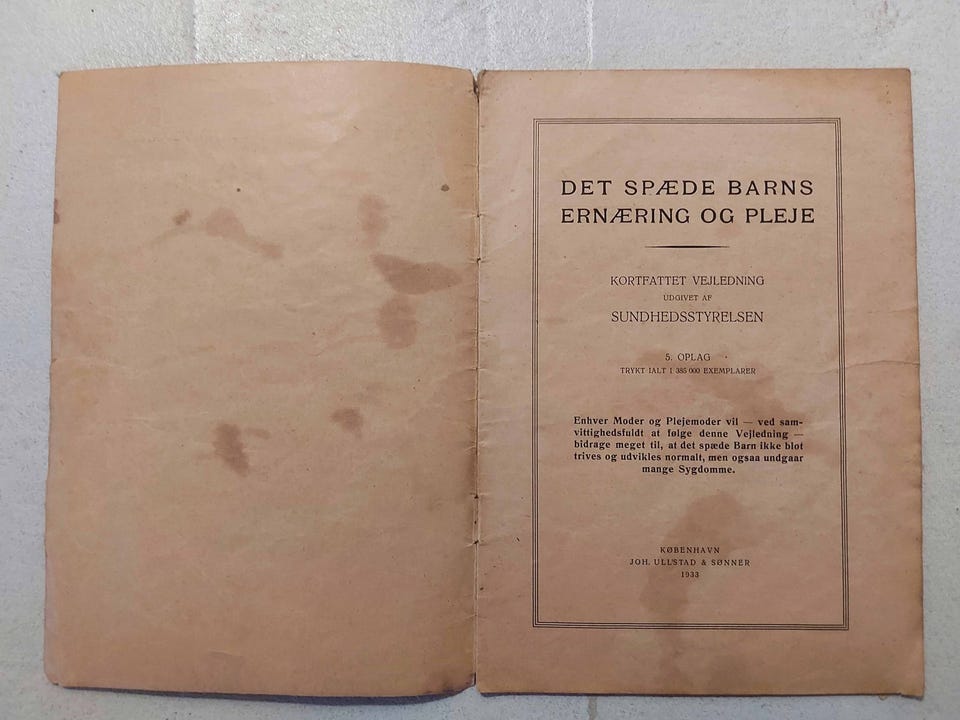 DET SPÆDE BARNS
ERNÆRING OG PLEJE
KORTFATTET VEJLEDNING
UDGIVET AF
SUNDHEDSSTYRELSEN
5. OPLAG
TRYKT IALT I 385 000 EXEMPLARER
Enhver Moder og Plejemoder vil — ved sam-
vittighedsfuldt at følge denne Vejledning —
bidrage meget til, at det spæde Barn ikke blot
trives og udvikles normalt, men ogsaa undgaar
mange Sygdomme.
KØBENHAVN
JOH. ULLSTAD & SØNNER
1933